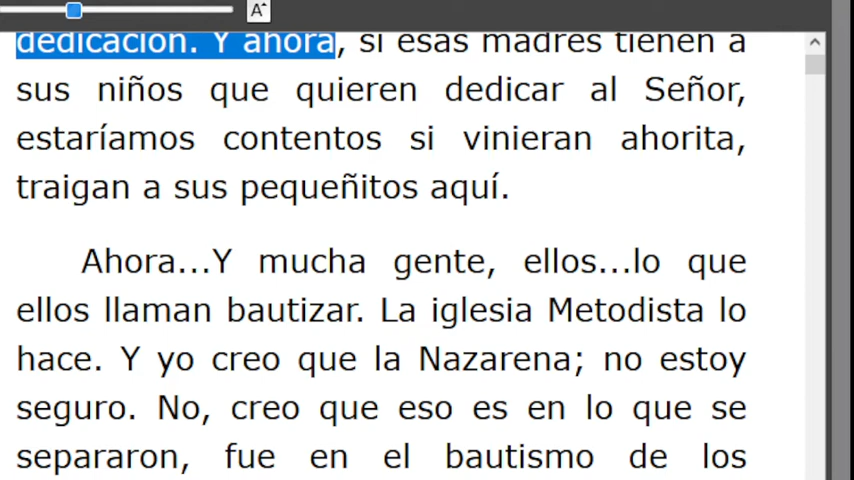 A
dedicación. Y ahora, si esas madres tienen a
sus niños que quieren dedicar al Señor,
estaríamos contentos si vinieran ahorita,
traigan a sus pequeñitos aquí.
Ahora...Y mucha gente, ellos...lo que
ellos llaman bautizar. La iglesia Metodista lo
hace. Y yo creo que la Nazarena; no estoy
seguro. No, creo que eso es en lo que se
separaron, fue en el bautismo de los